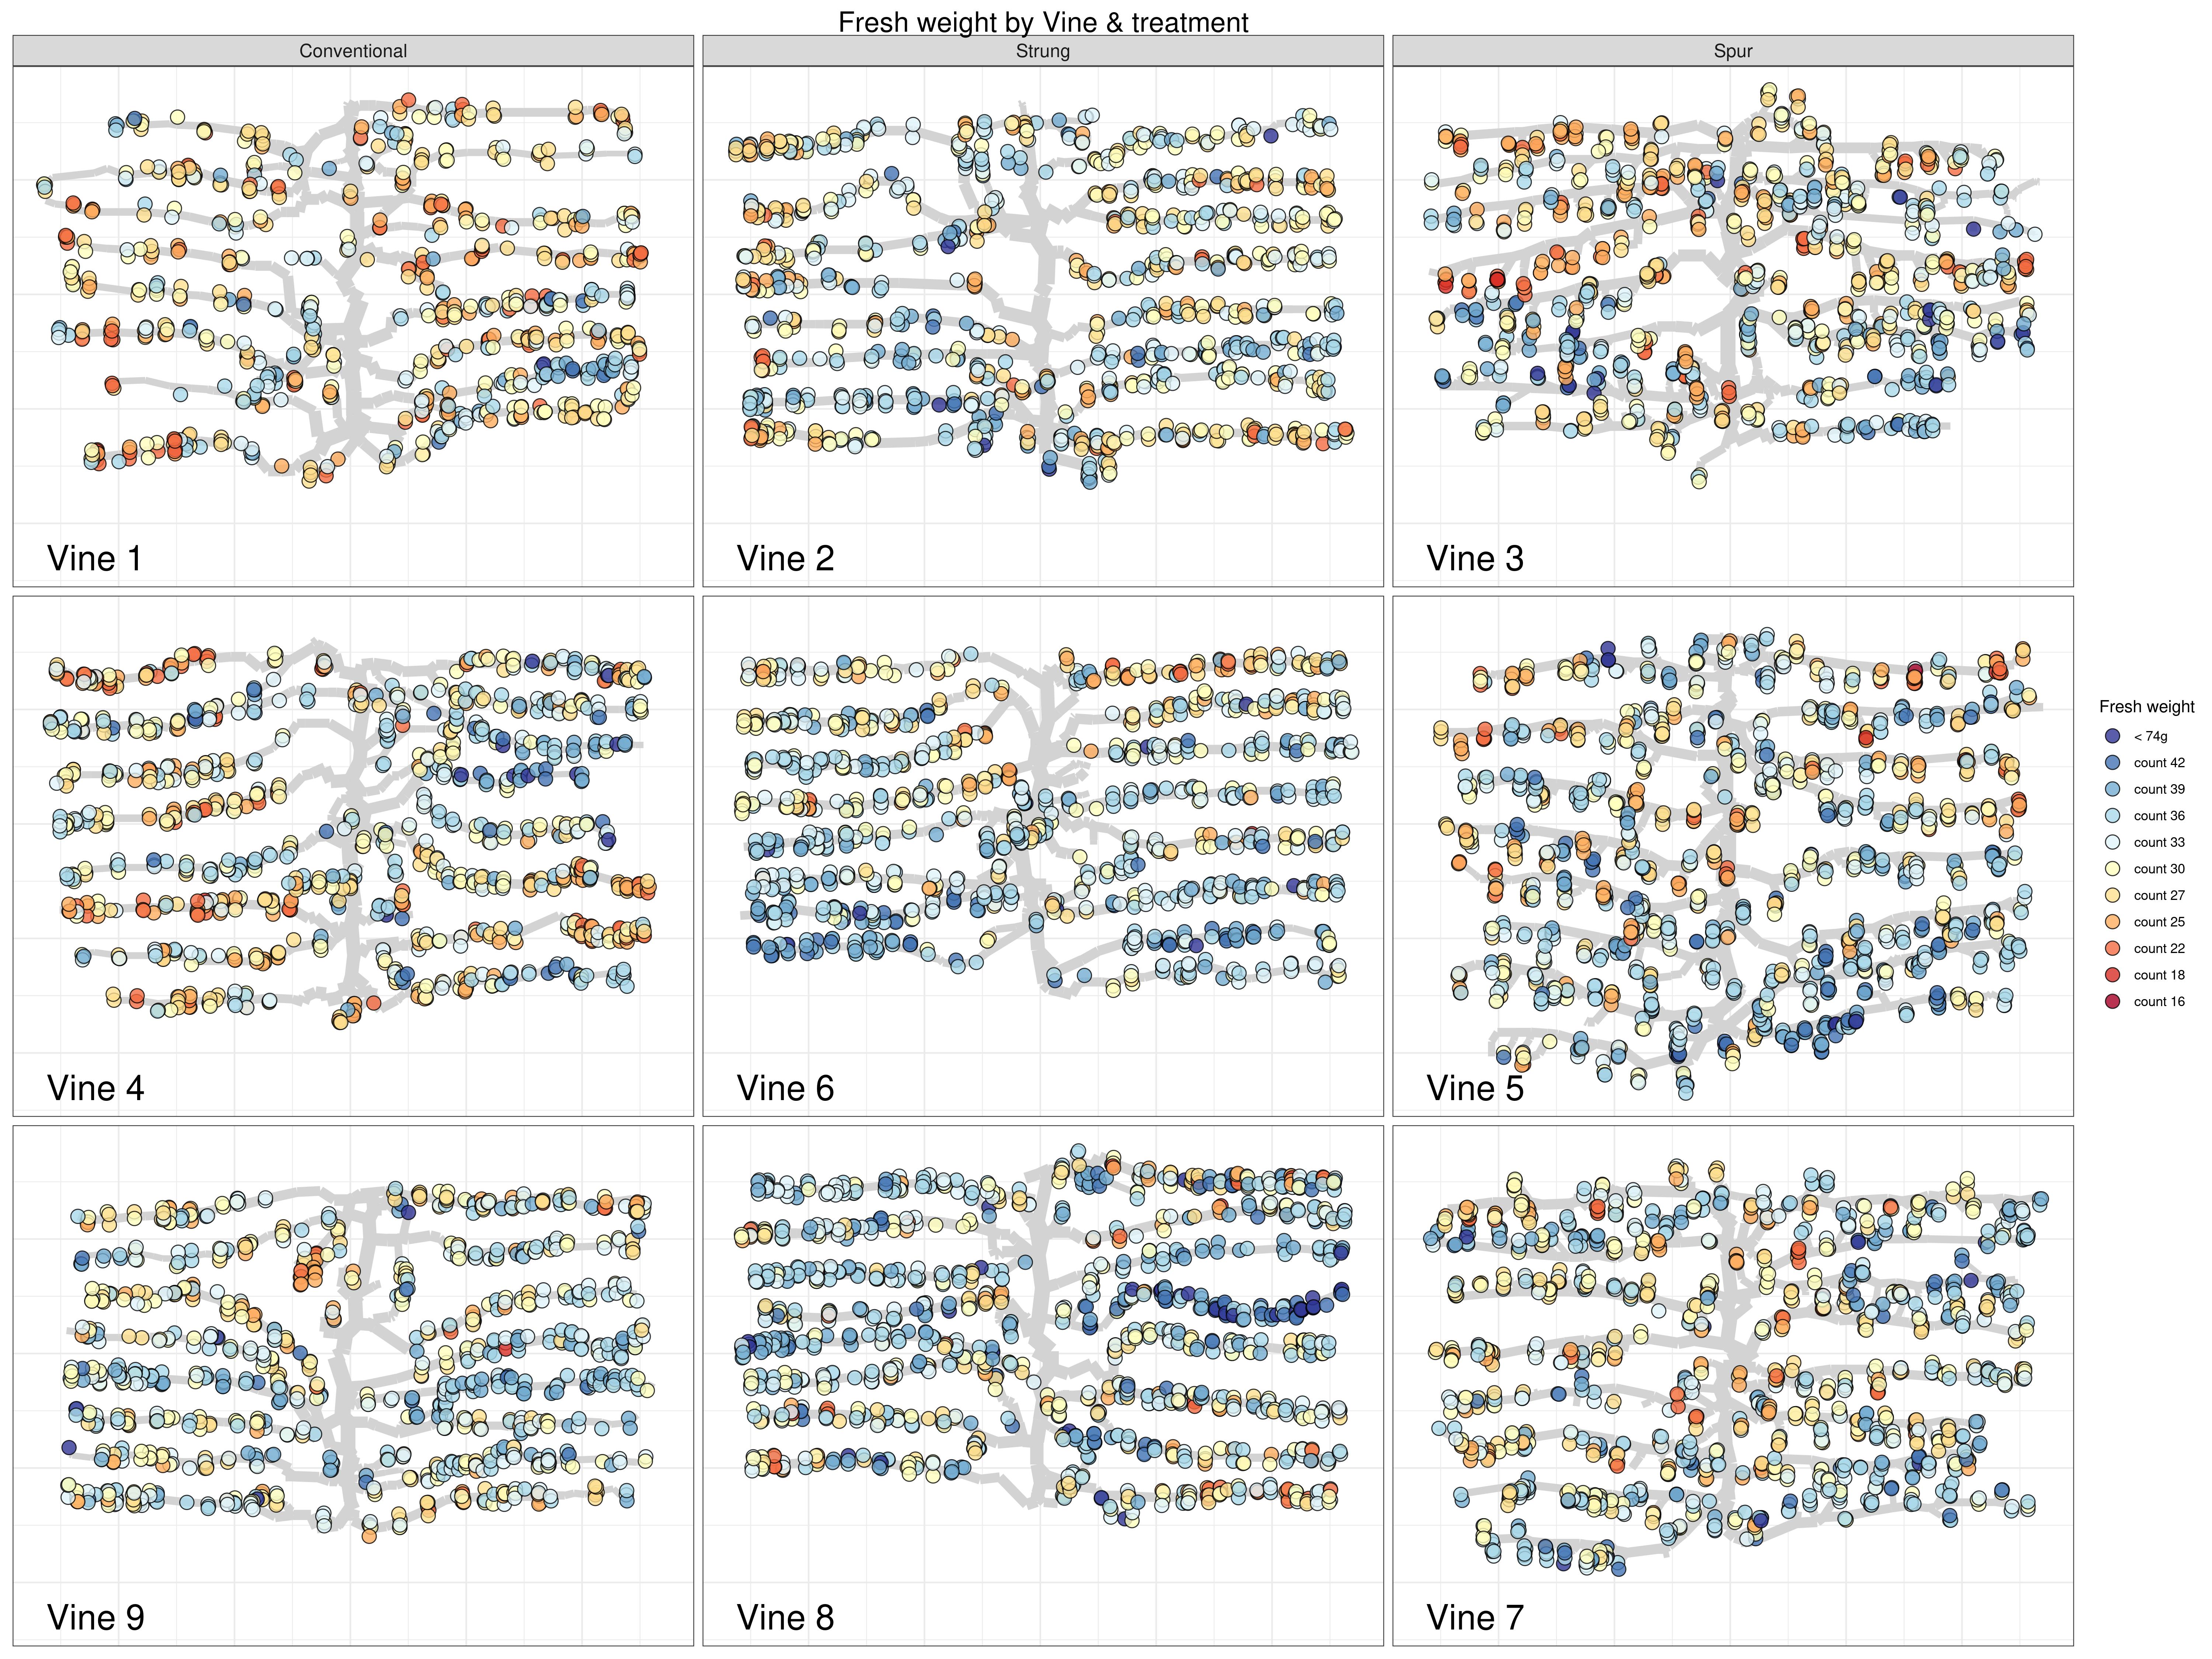 Fresh weight by Vine & treatment
Conventional
Strung
Spur
Vine 1
Vine 2
Vine 3
Vine 4
Vine 6
Vine 5
Vine 9
Vine 8
Vine 7
Fresh weight
< 74g
count 42
count 39
count 36
count 33
count 30
count 27
count 25
count 22
count 18
count 16